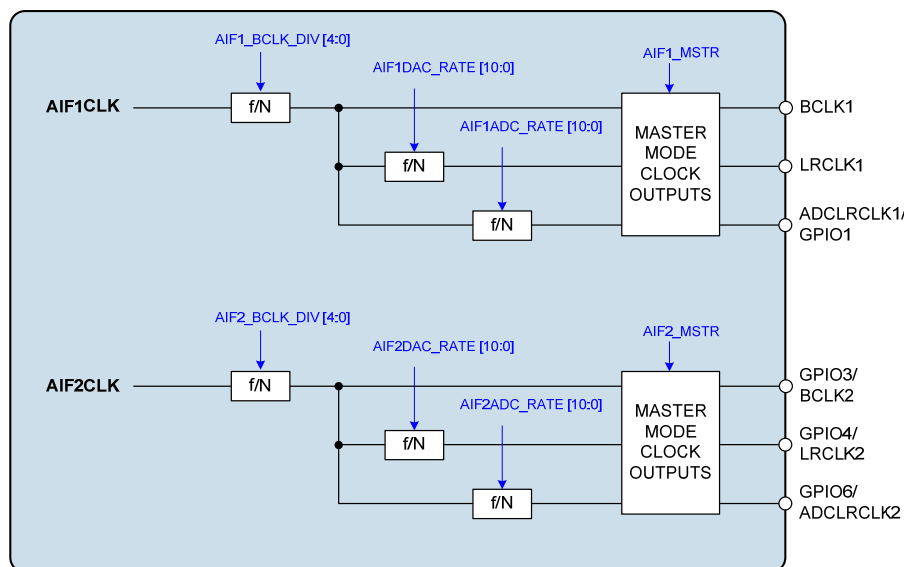 AIF1_BCLK_DIV [4:0]
AIF1DAC_RATE [10:0]
AIF1_MSTR
AIF1CLK
f/N
AIF1ADC_RATE [10:0]
f/N
f/N
MASTER
MODE
CLOCK
OUTPUTS
BCLK1
LRCLK1
ADCLRCLK1/
GPIO1
AIF2_BCLK_DIV [4:0]
AIF2DAC_RATE [10:0]
AIF2_MSTR
AIF2CLK
f/N
AIF2ADC_RATE [10:0]
f/N
f/N
MASTER
MODE
CLOCK
OUTPUTS
GPIO3/
BCLK2
GPIO4/
LRCLK2
GPIO6/
ADCLRCLK2